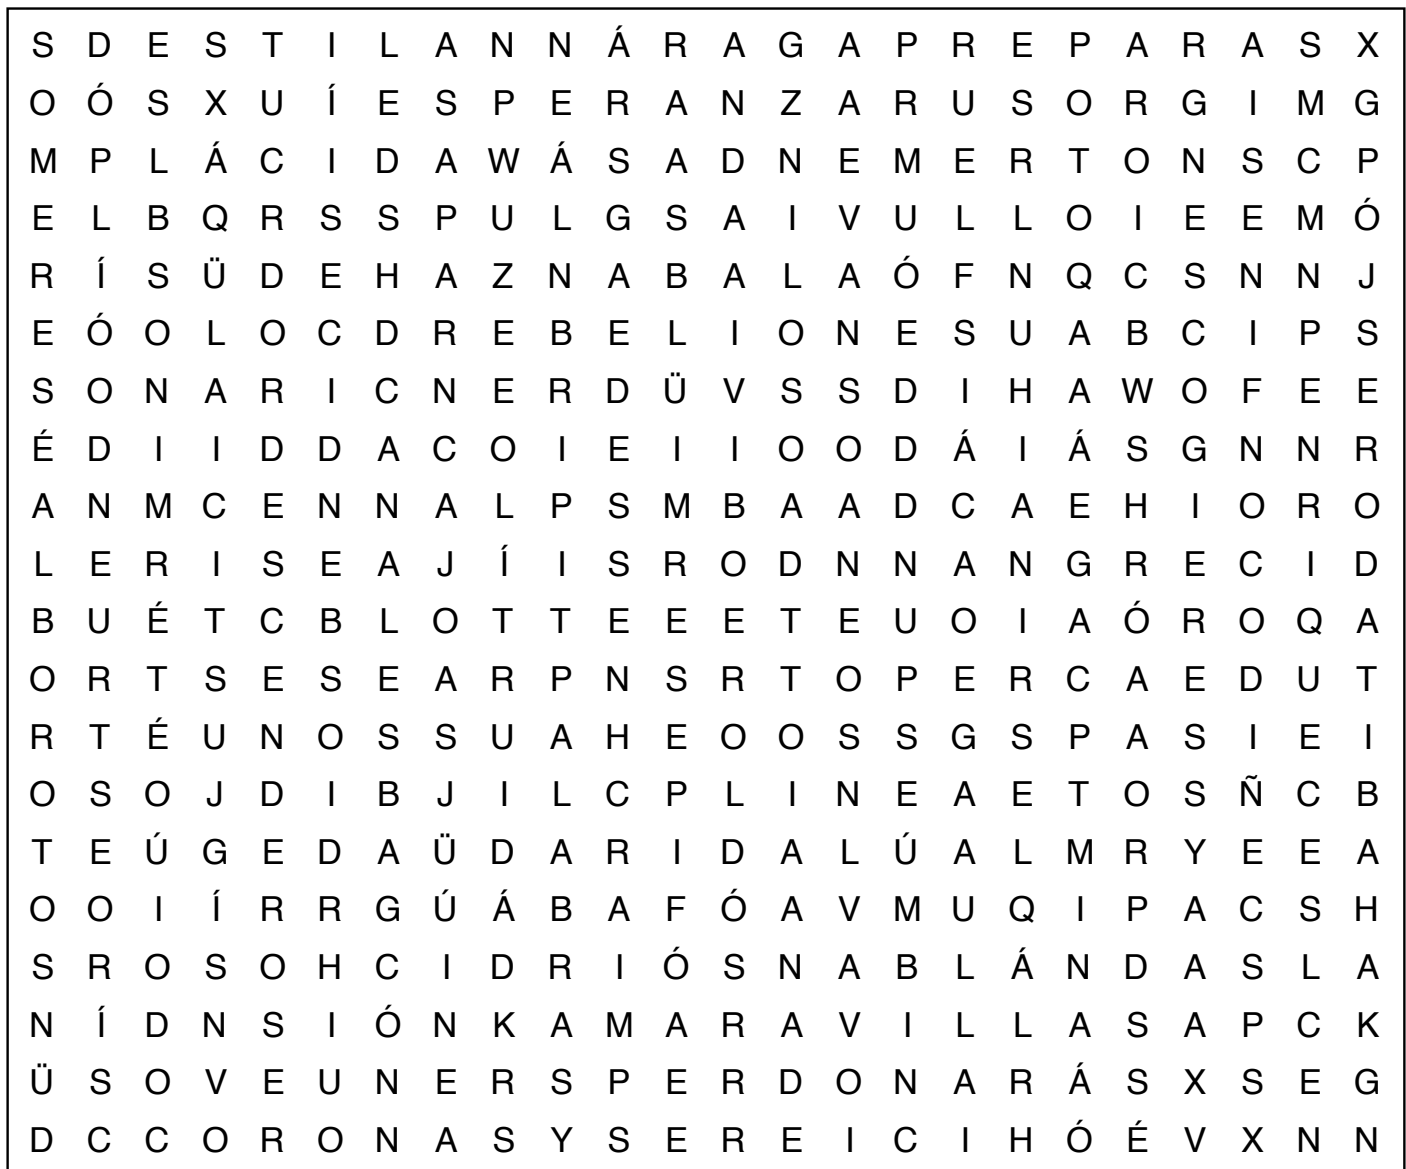 S D E S T I L A N N Á R A G A P R E P A R A S X
O Ó S X U Í E S P E R A N Z A R U S O R G I M G
M P L Á C I D A W Á S A D N E M E R T O N S C P
E L B Q R S S P U L G S A I V U L L O I E E M Ó
R Í S Ü D E H A Z N A B A L A Ó F N Q C S N N J
E Ó O L O C D R E B E L I O N E S U A B C I P S
S O N A R I C N E R D Ü V S S D I H A W O F E E
É D I I D D A C O I E I I O O D Á I Á S G N N R
A N M C E N N A L P S M B A A D C A E H I O R O
L E R I S E A J Í I S R O D N N A N G R E C I D
B U É T C B L O T T E E E T E U O I A Ó R O Q A
O R T S E S E A R P N S R T O P E R C A E D U T
R T É U N O S S U A H E O O S S G S P A S I E I
O S O J D I B J I L C P L I N E A E T O S Ñ C B
T E Ú G E D A Ü D A R I D A L Ú A L M R Y E E A
O O I Í R R G Ú Á B A F Ó A V M U Q I P A C S H
S R O S O H C I D R I Ó S N A B L Á N D A S L A
N Í D N S I Ó N K A M A R A V I L L A S A P C K
Ü S O V E U N E R S P E R D O N A R Á S X S E G
D C C O R O N A S Y S E R E I C I H Ó É V X N N